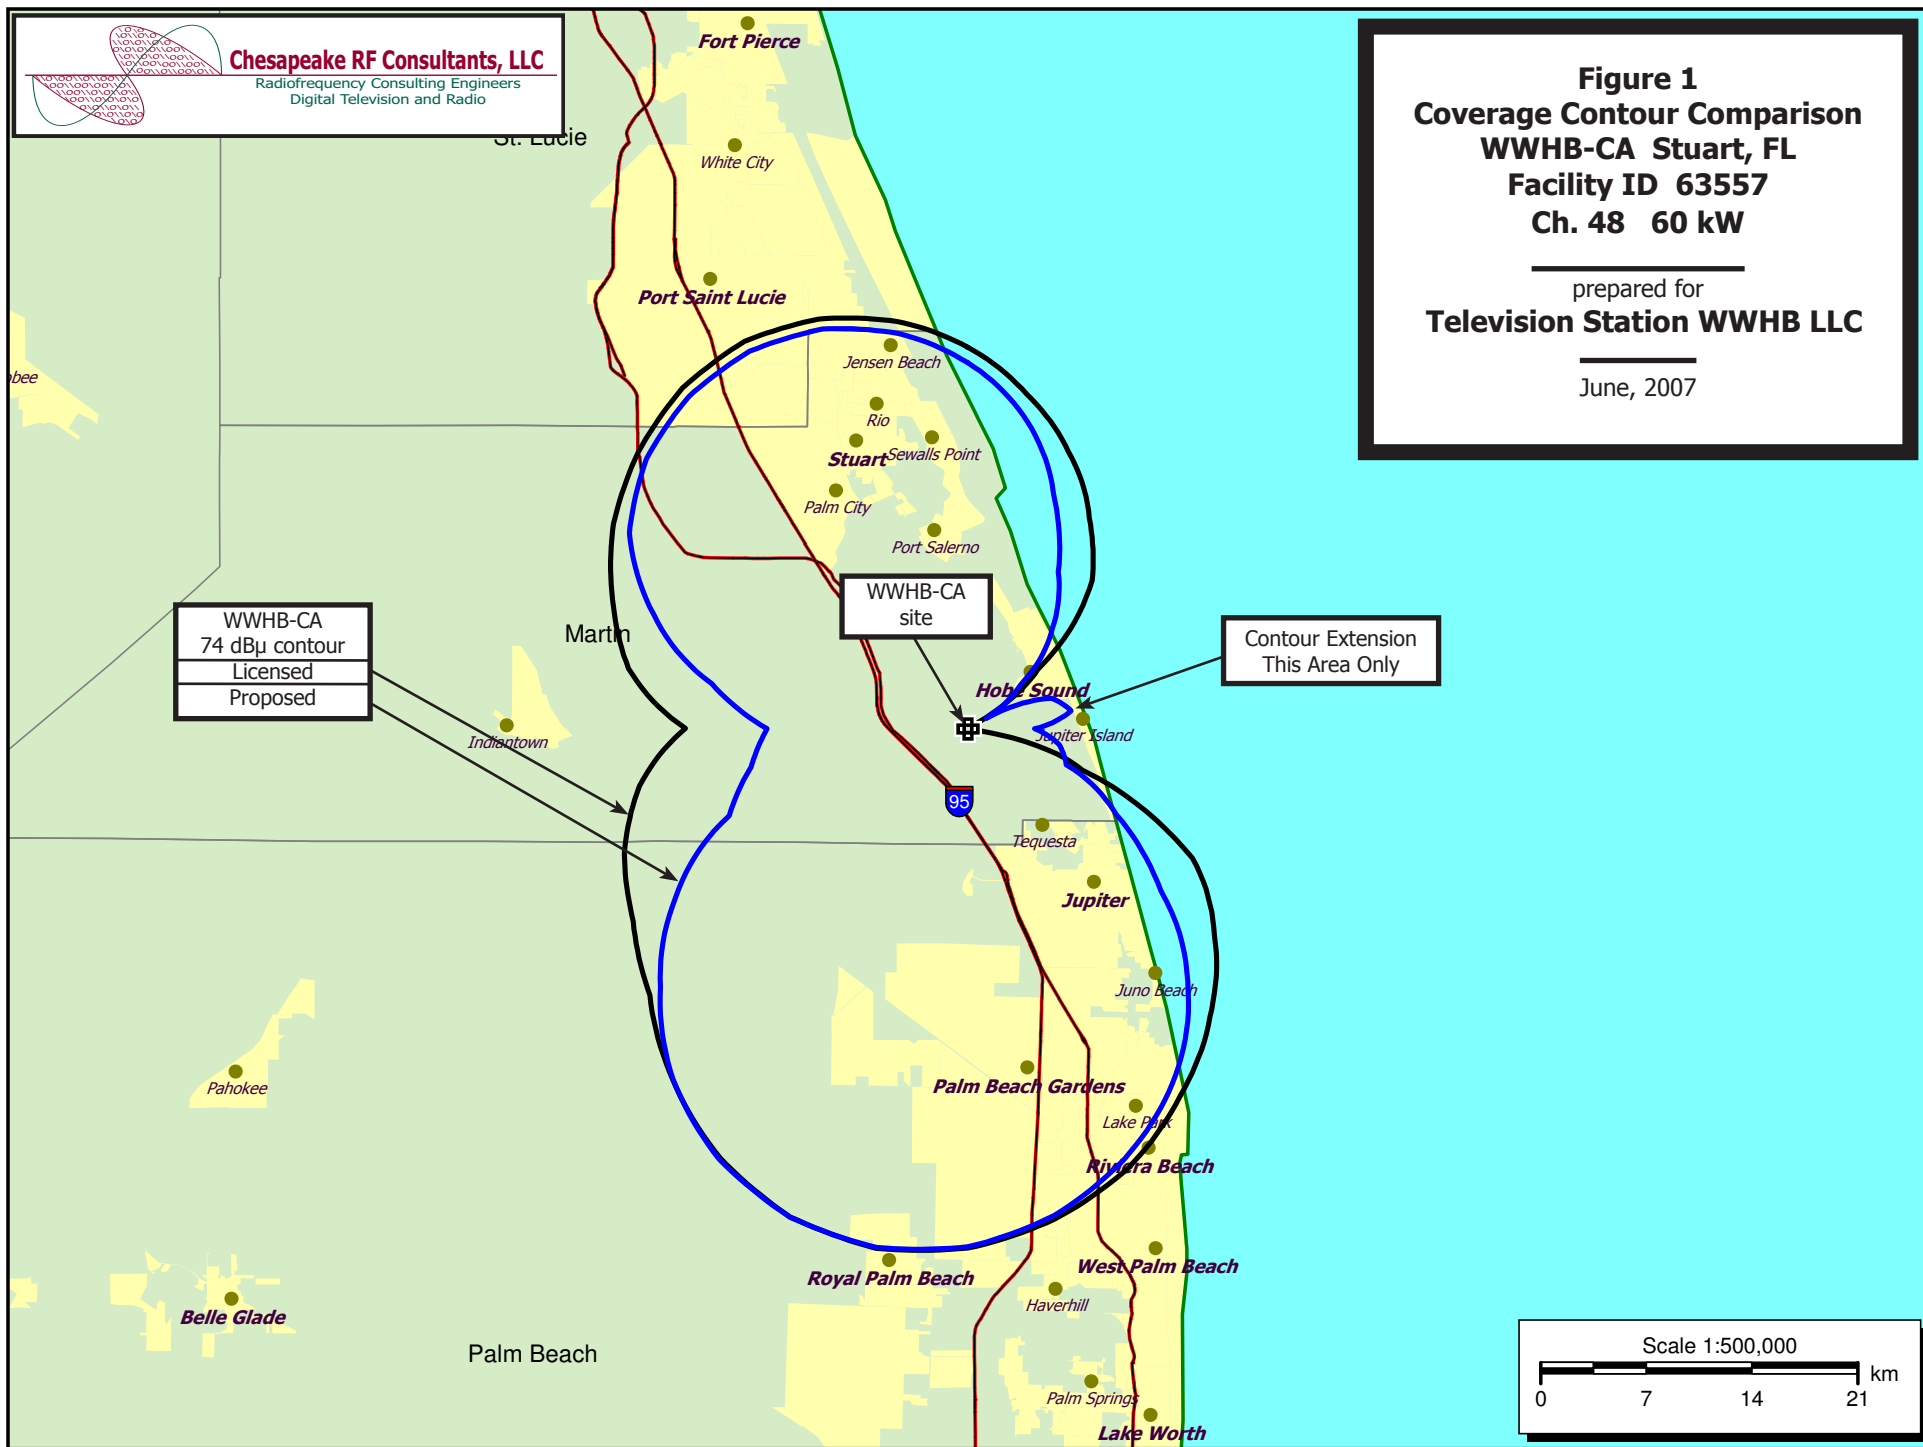 Chesapeake RF Consultants, LLC
Radiofrequency Consulting Engineers
Digital Television and Radio
Figure 1
Coverage Contour Comparison
WWHB-CA Stuart, FL
Facility ID 63557
Ch. 48 60 kW
prepared for
Television Station WWHB LLC
June, 2007
Fort Pierce
St. Lucie
White City
Port Saint Lucie
Jensen Beach
Rio
Stuart
Sewalls Point
Palm City
Port Salerno
WWHB-CA
site
WWHB-CA
74 dBµ contour
Licensed
Proposed
Martin
Contour Extension
This Area Only
Hobe Sound
Jupiter Island
Indiantown
95
Tequesta
Jupiter
Juno Beach
Pahokee
Palm Beach Gardens
Lake Park
Riviera Beach
Royal Palm Beach
West Palm Beach
Haverhill
Belle Glade
Palm Beach
Palm Springs
Lake Worth
Scale 1:500,000
km
0 7 14 21